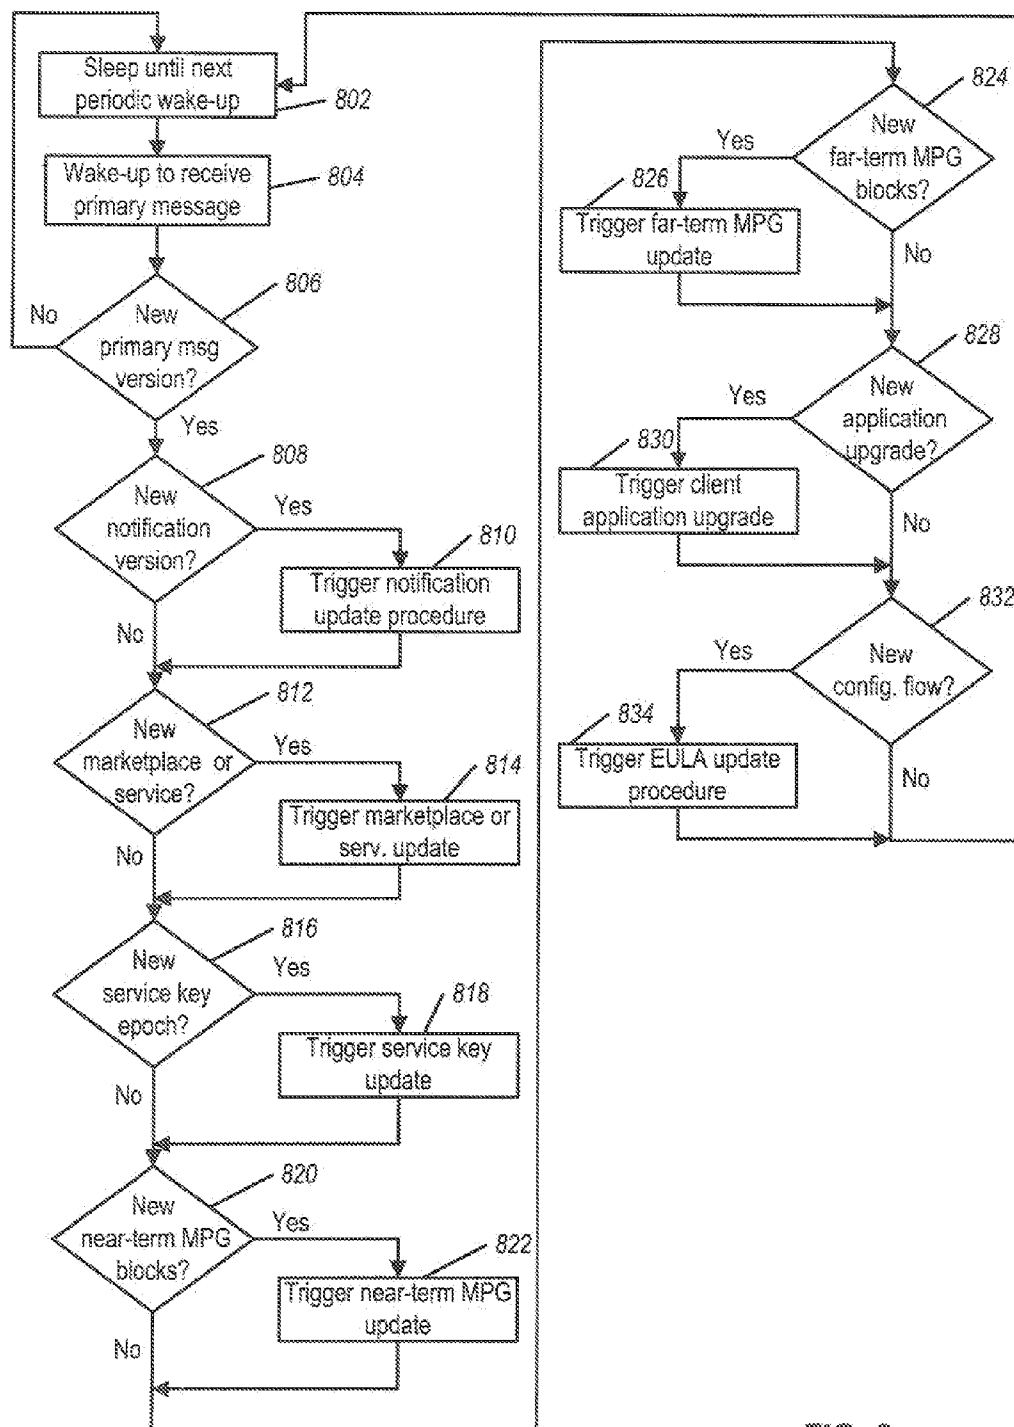 Sleep until next
periodic wake-up
802
Wake-up to receive
primary message
804
New
primary msg
version?
806
No
Yes
New
notification
version?
808
Yes
No
Trigger notification
update procedure
810
New
marketplace or
service?
812
Yes
No
Trigger marketplace or
serv. update
814
New
service key
epoch?
816
Yes
No
Trigger service key
update
818
New
near-term MPG
blocks?
820
Yes
No
Trigger near-term MPG
update
822
New
far-term MPG
blocks?
824
Yes
No
Trigger far-term MPG
update
826
New
application
upgrade?
828
Yes
No
Trigger client
application upgrade
830
New
config. flow?
832
Yes
No
Trigger EULA update
procedure
834